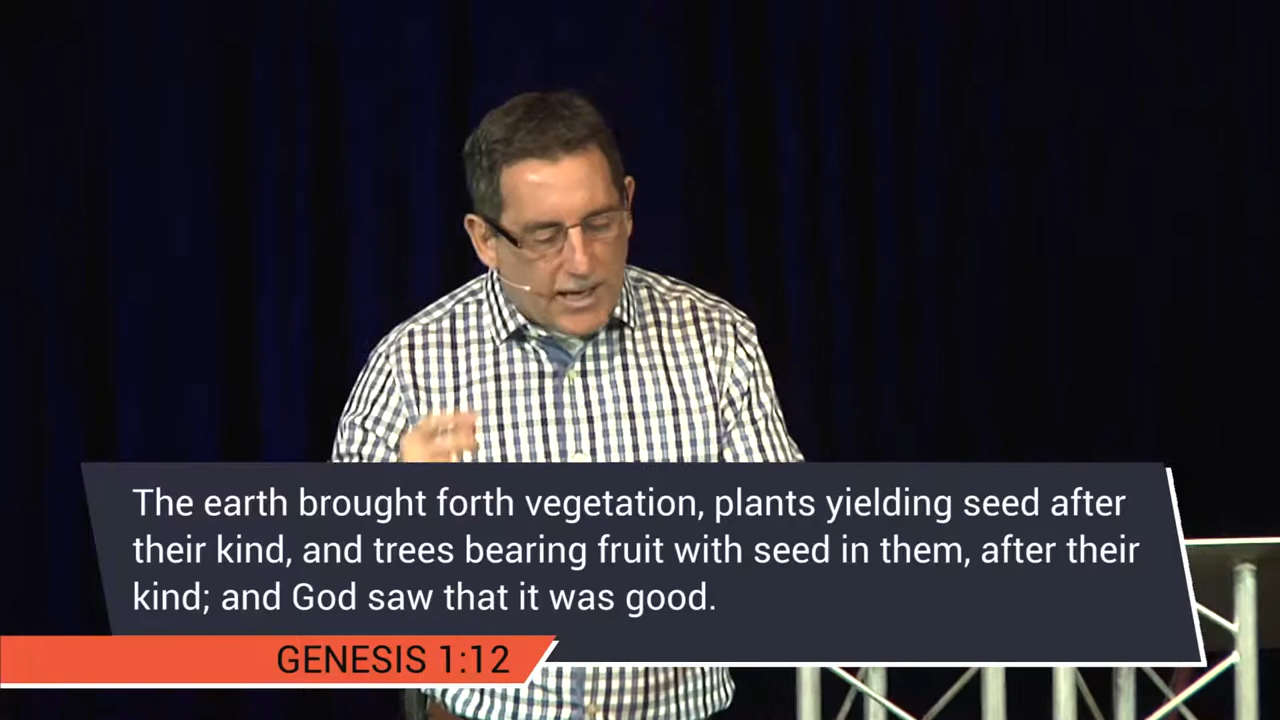 The earth brought forth vegetation, plants yielding seed after
their kind, and trees bearing fruit with seed in them, after their
kind; and God saw that it was good.
GENESIS 1:12